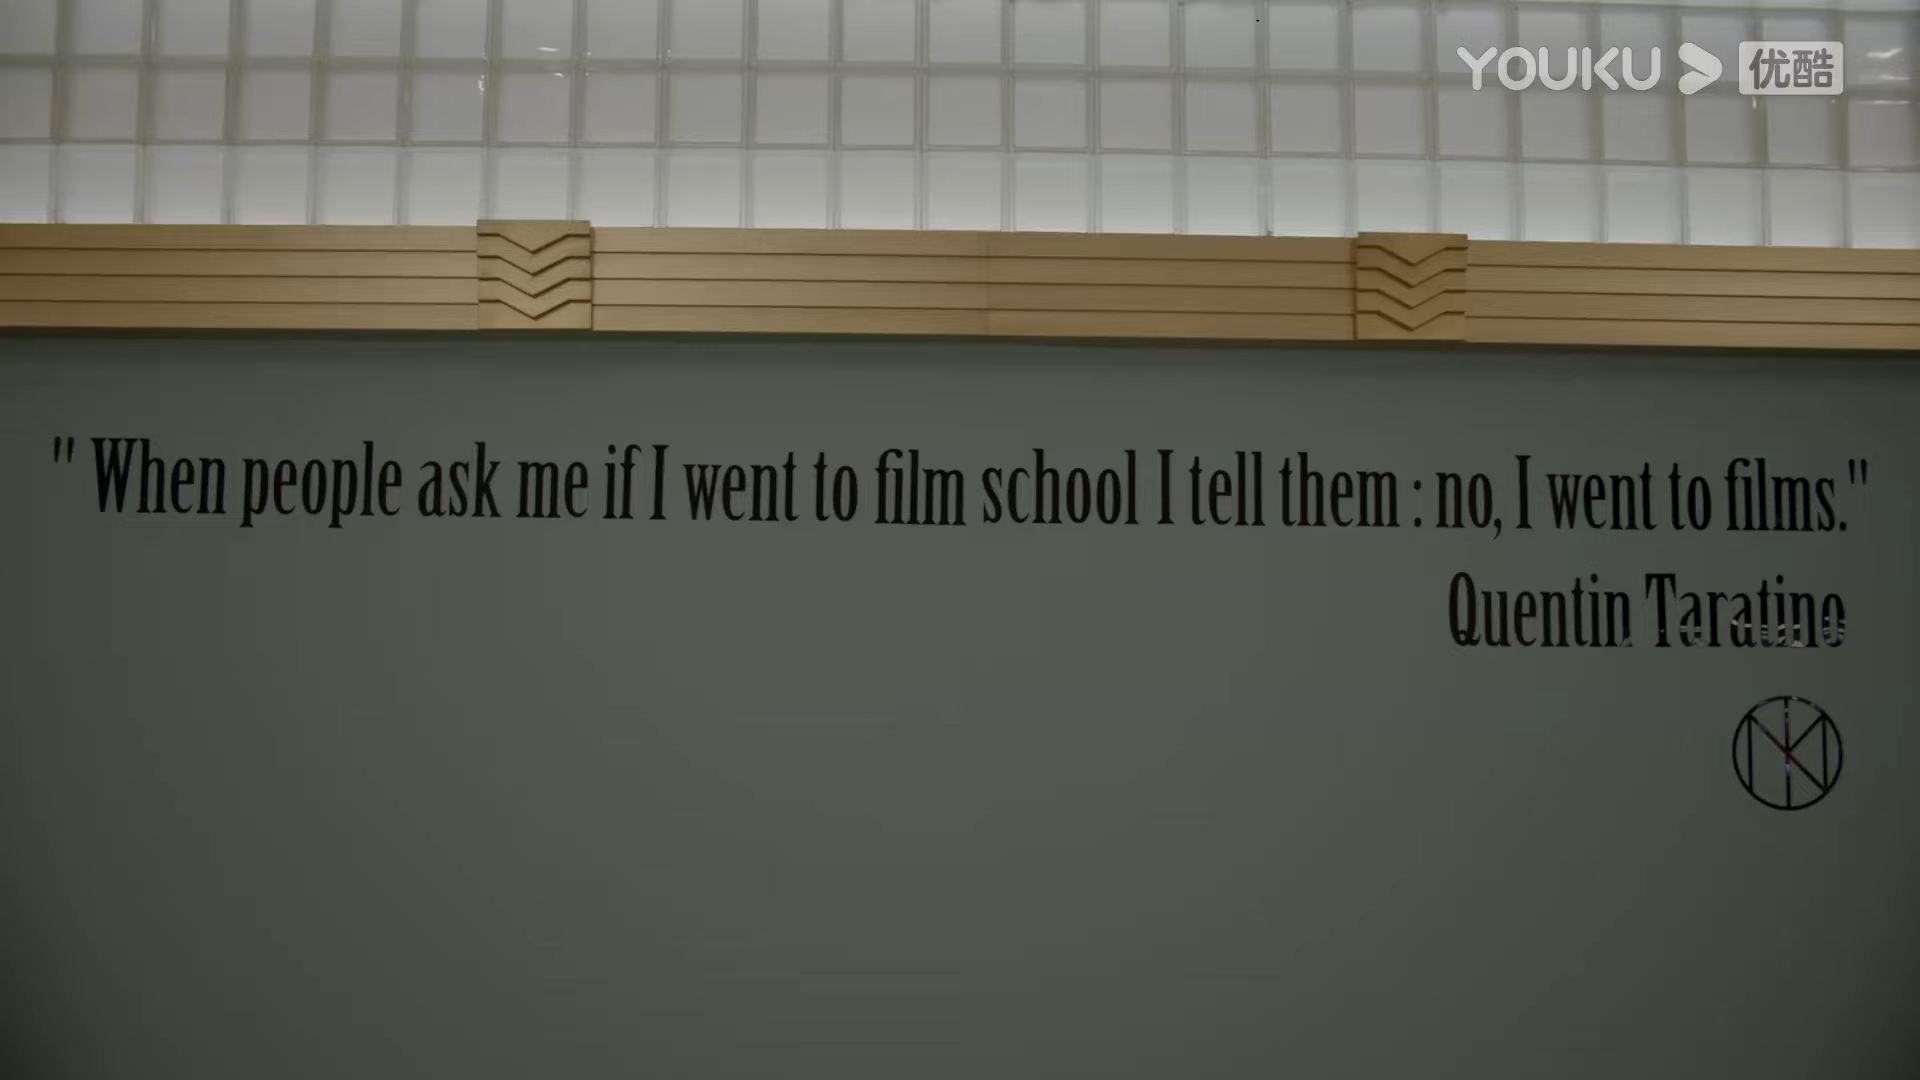 YOUKU 优酷
" When people ask me if I went to film school I tell them : no, I went to films."
Quentin Taratino